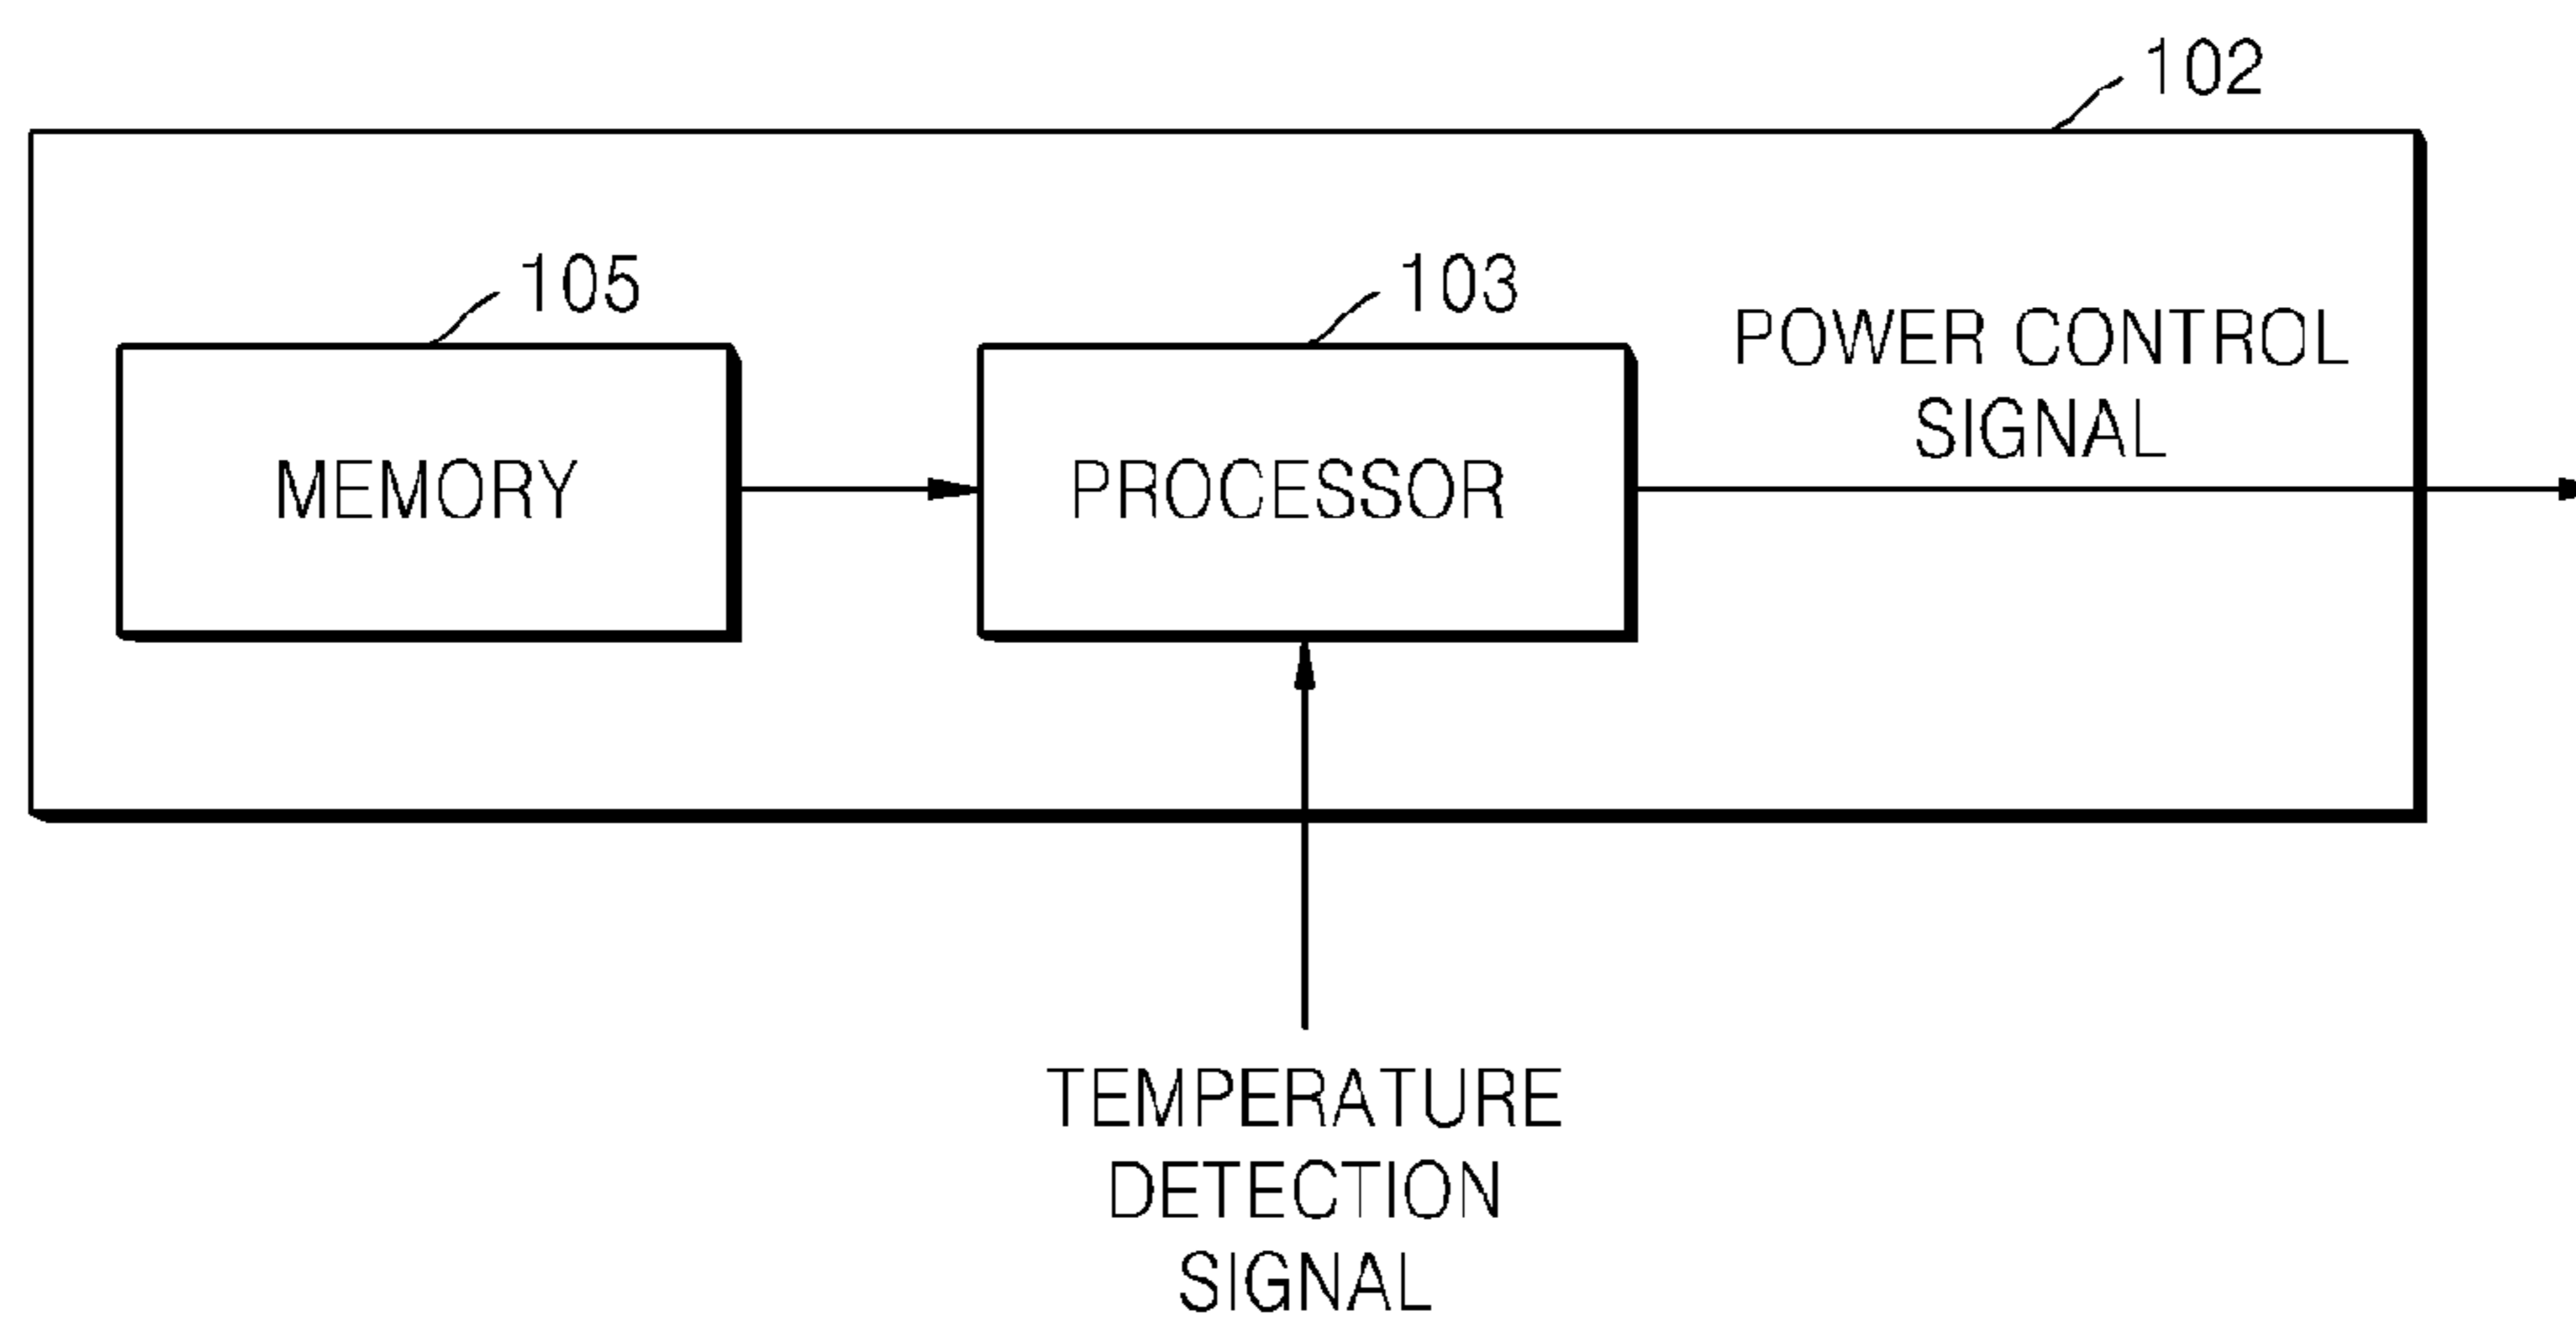 102
105
103
POWER CONTROL
SIGNAL
MEMORY
PROCESSOR
TEMPERATURE
DETECTION
SIGNAL